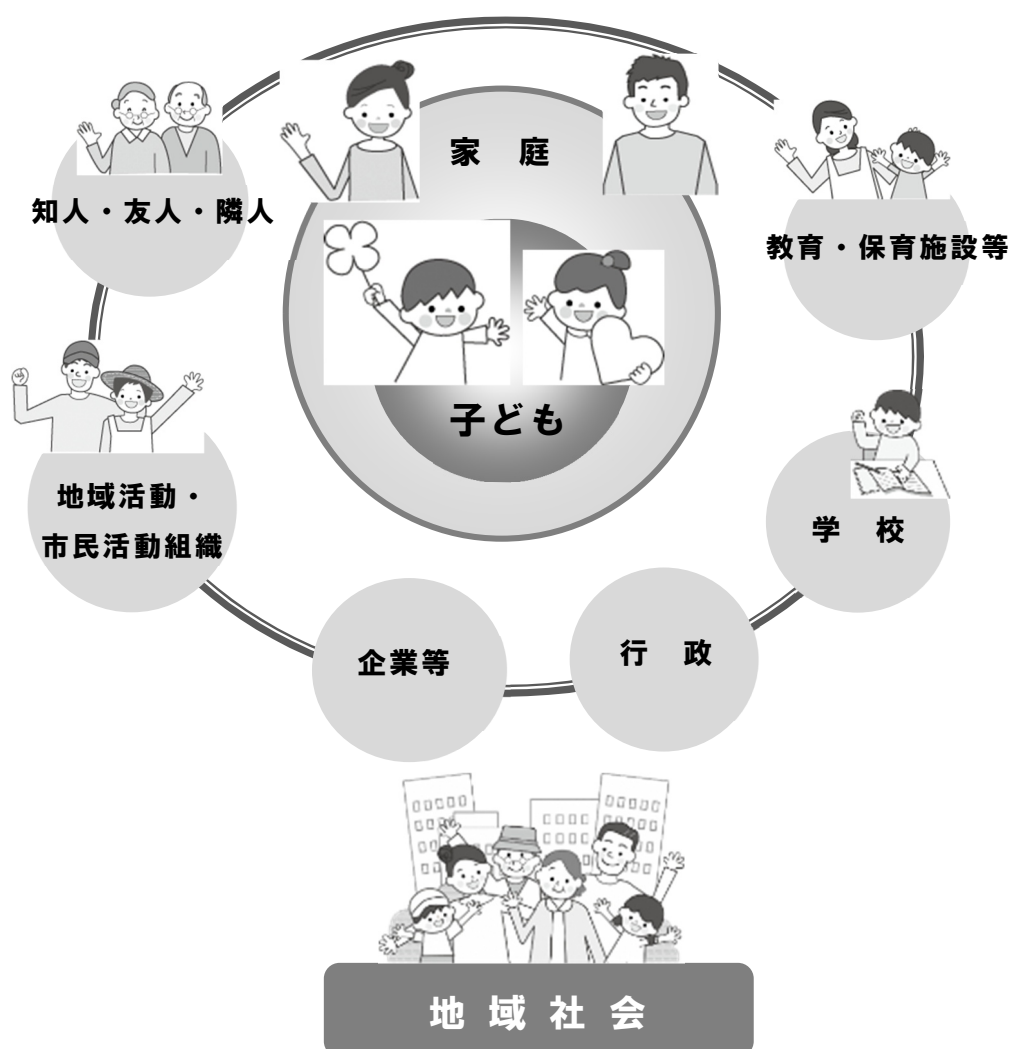 家 庭
知人・友人・隣人
教育・保育施設等
子ども
地域活動・
市民活動組織
学 校
企業等
行 政
地域社会